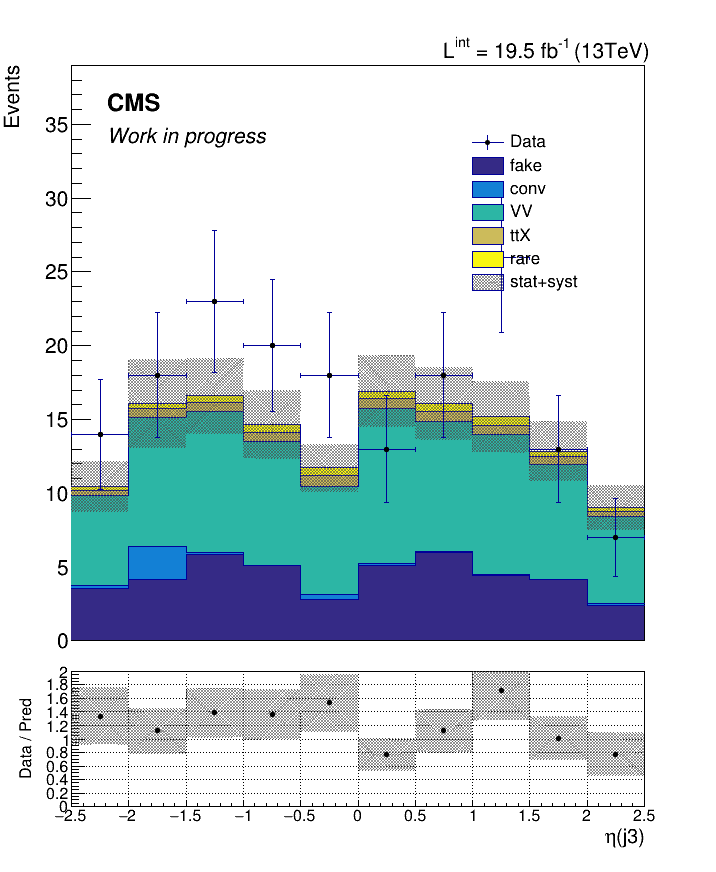 L^int = 19.5 fb^-1 (13TeV)
Events
CMS
Work in progress
Data
fake
conv
VV
ttX
rare
stat+syst
35
30
25
20
15
10
5
0
Data / Pred
2
1.8
1.6
1.4
1.2
1
0.8
0.6
0.4
0.2
0
−2.5 −2 −1.5 −1 −0.5 0 0.5 1 1.5 2 2.5
η(j3)